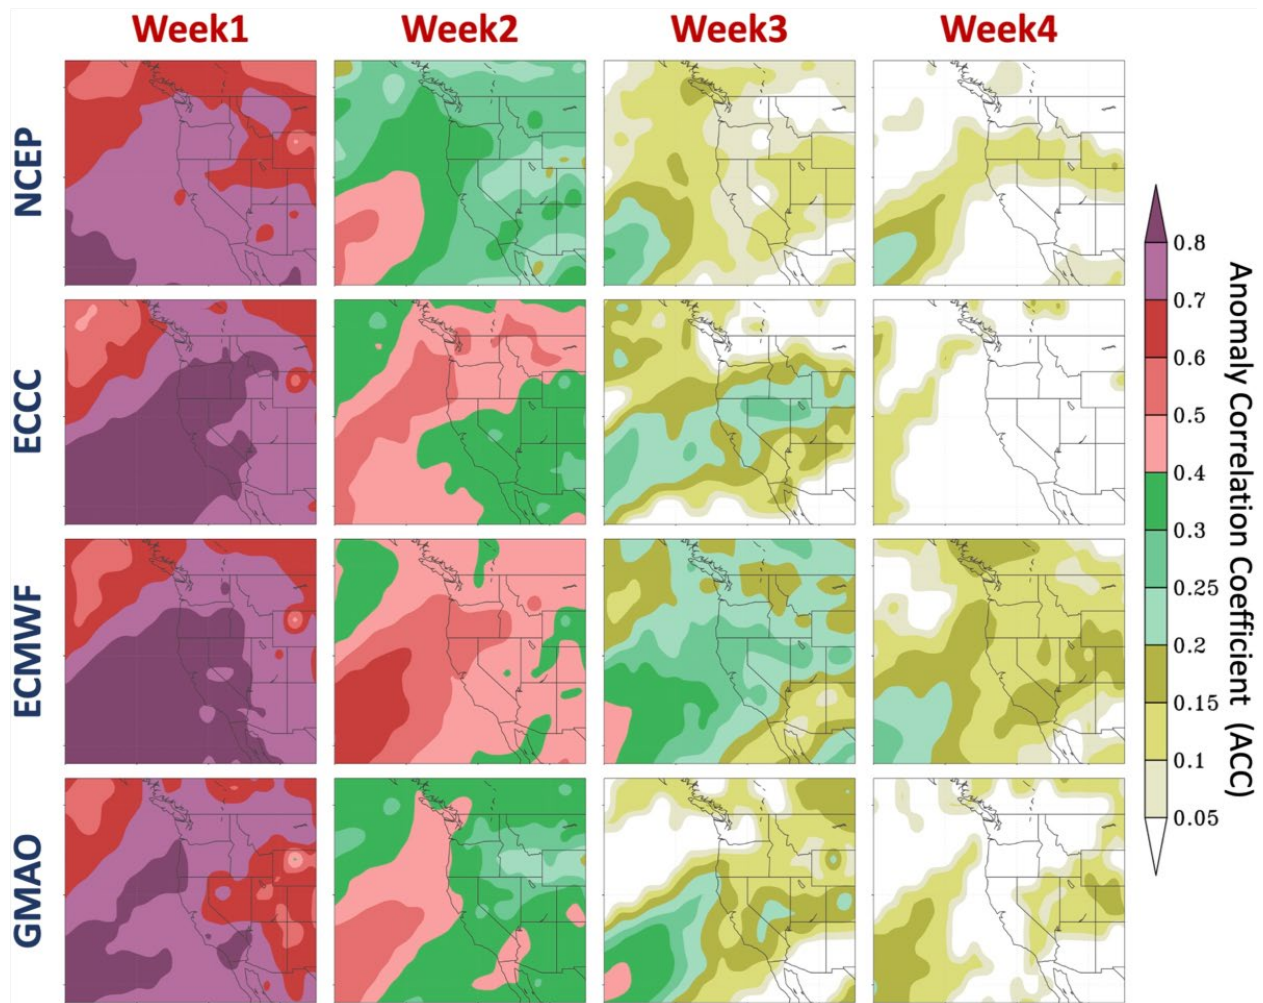 Week1 Week2 Week3 Week4
NCEP
ECCC
ECMWF
GMAO
0.8
0.7
0.6
0.5
0.4
0.3
0.25
0.2
0.15
0.1
0.05
Anomaly Correlation Coefficient (ACC)